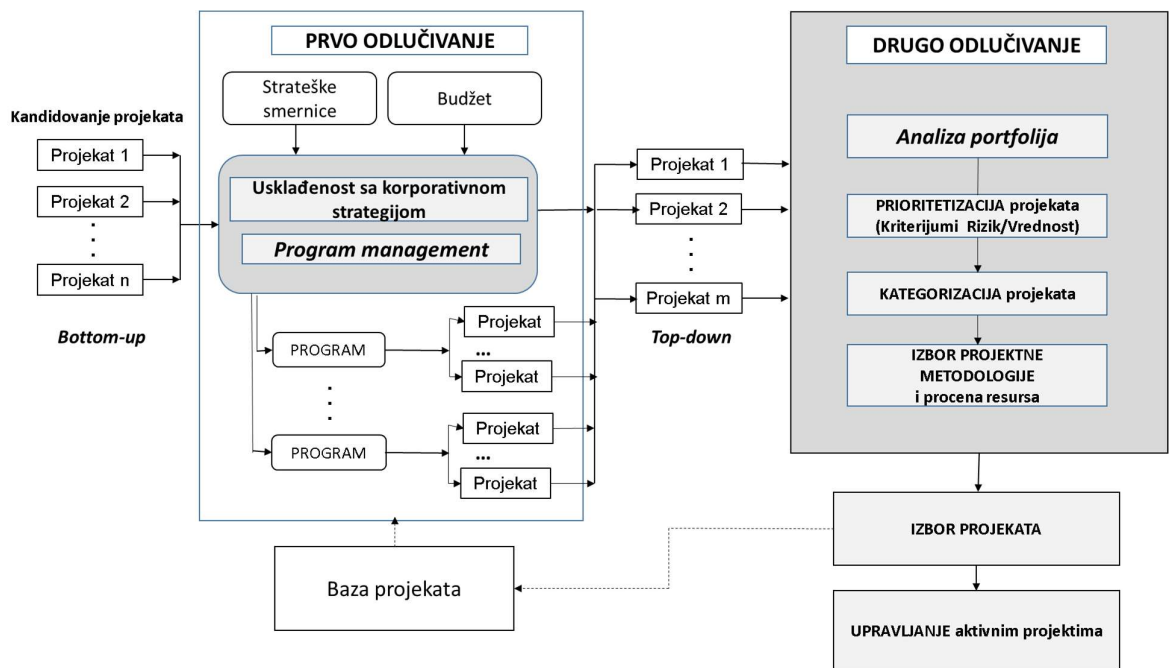 Kandidovanje projekata
Projekat 1
Projekat 2
Projekat n
Bottom-up
PRVO ODLUČIVANJE
Strateške
smernice
Budžet
Usklađenost sa korporativnom
strategijom
Program management
PROGRAM
Projekat
...
Projekat
PROGRAM
Projekat
...
Projekat
Baza projekata
Projekat 1
Projekat 2
Projekat m
Top-down
DRUGO ODLUČIVANJE
Analiza portfolija
PRIORITETIZACIJA projekata
(Kriterijumi Rizik/Vrednost)
KATEGORIZACIJA projekata
IZBOR PROJEKTNE
METODOLOGIJE
i procena resursa
IZBOR PROJEKATA
UPRAVLJANJE aktivnim projektima